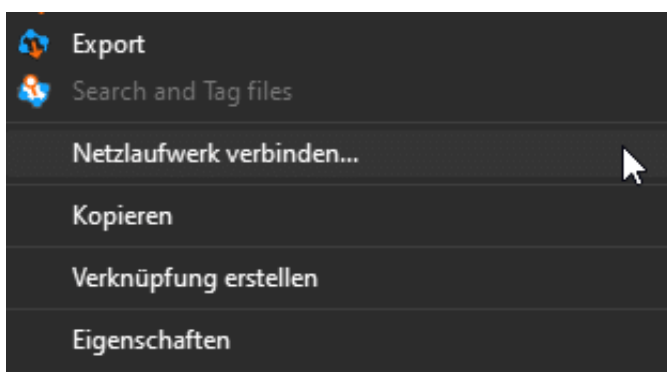 Export
Search and Tag files
Netzlaufwerk verbinden...
Kopieren
Verknüpfung erstellen
Eigenschaften